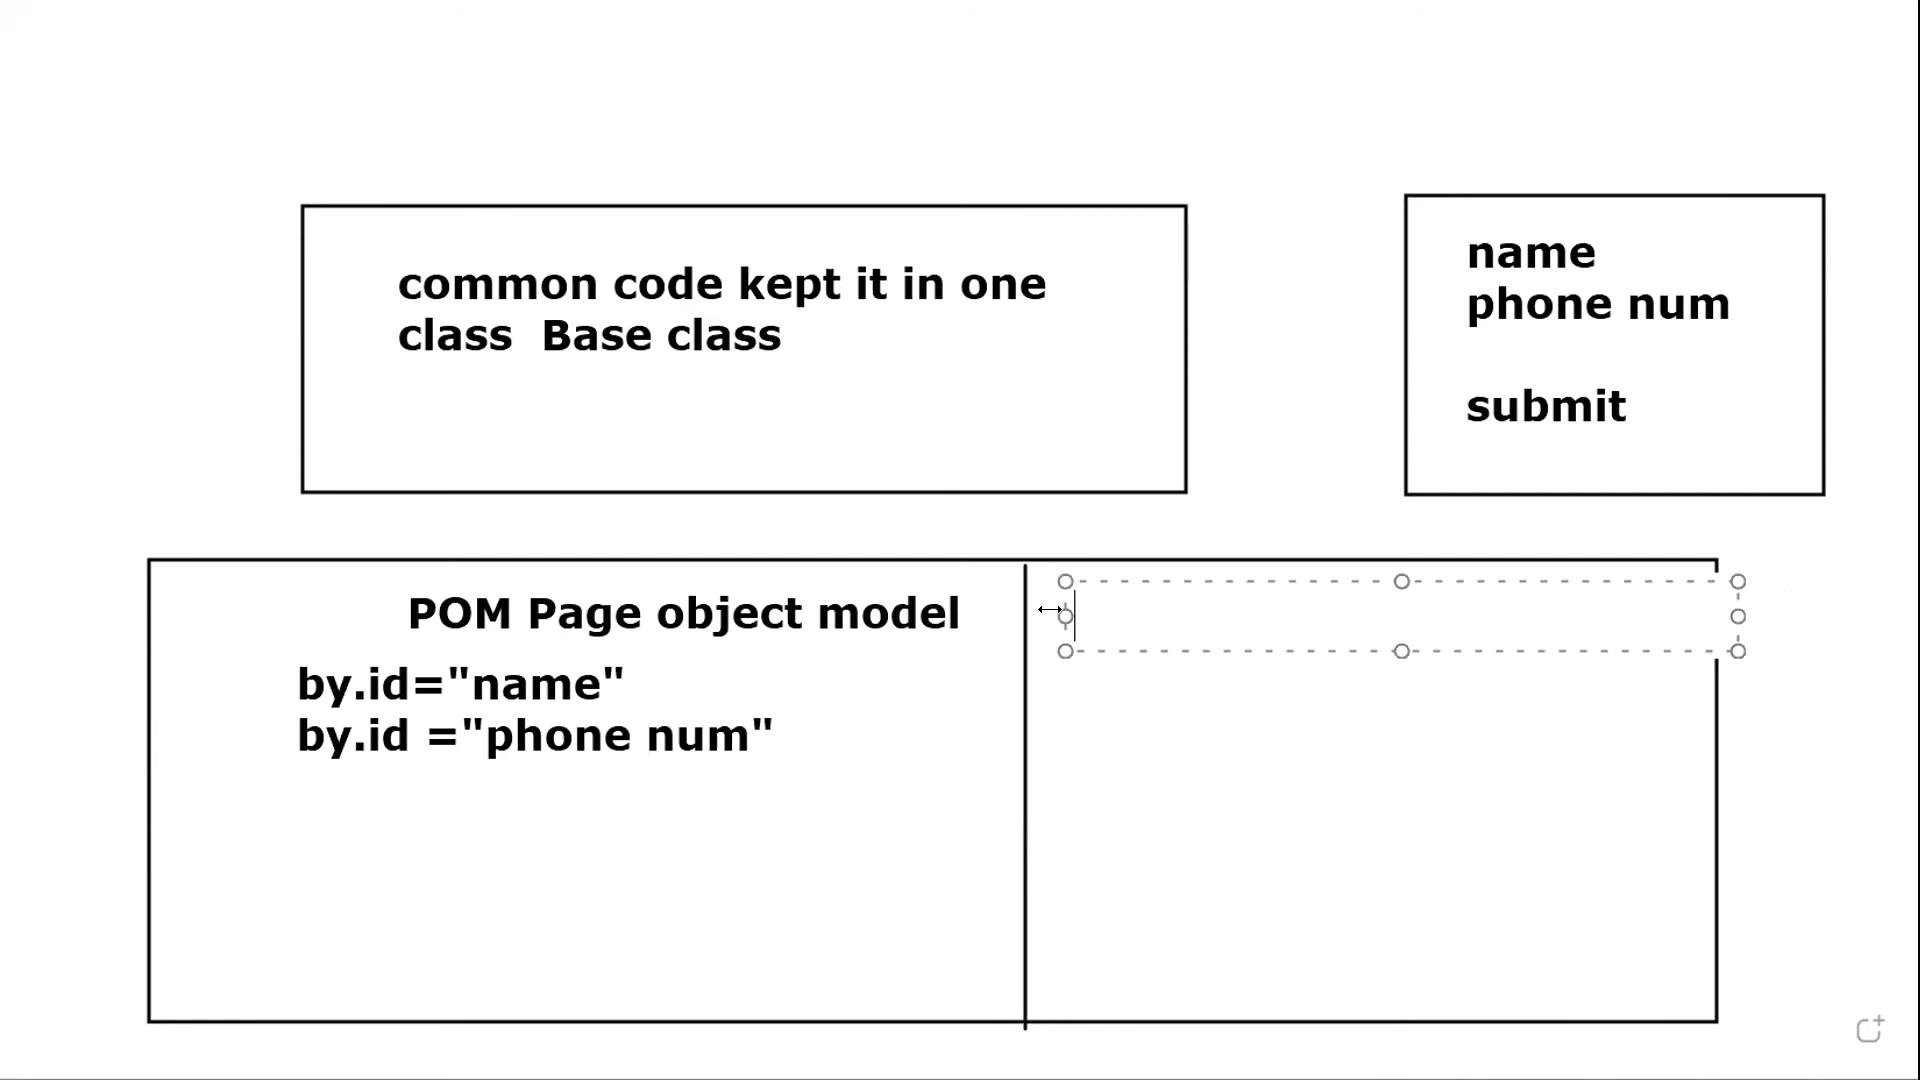 common code kept it in one
class  Base class
name
phone num
submit
POM Page object model
by.id="name"
by.id ="phone num"